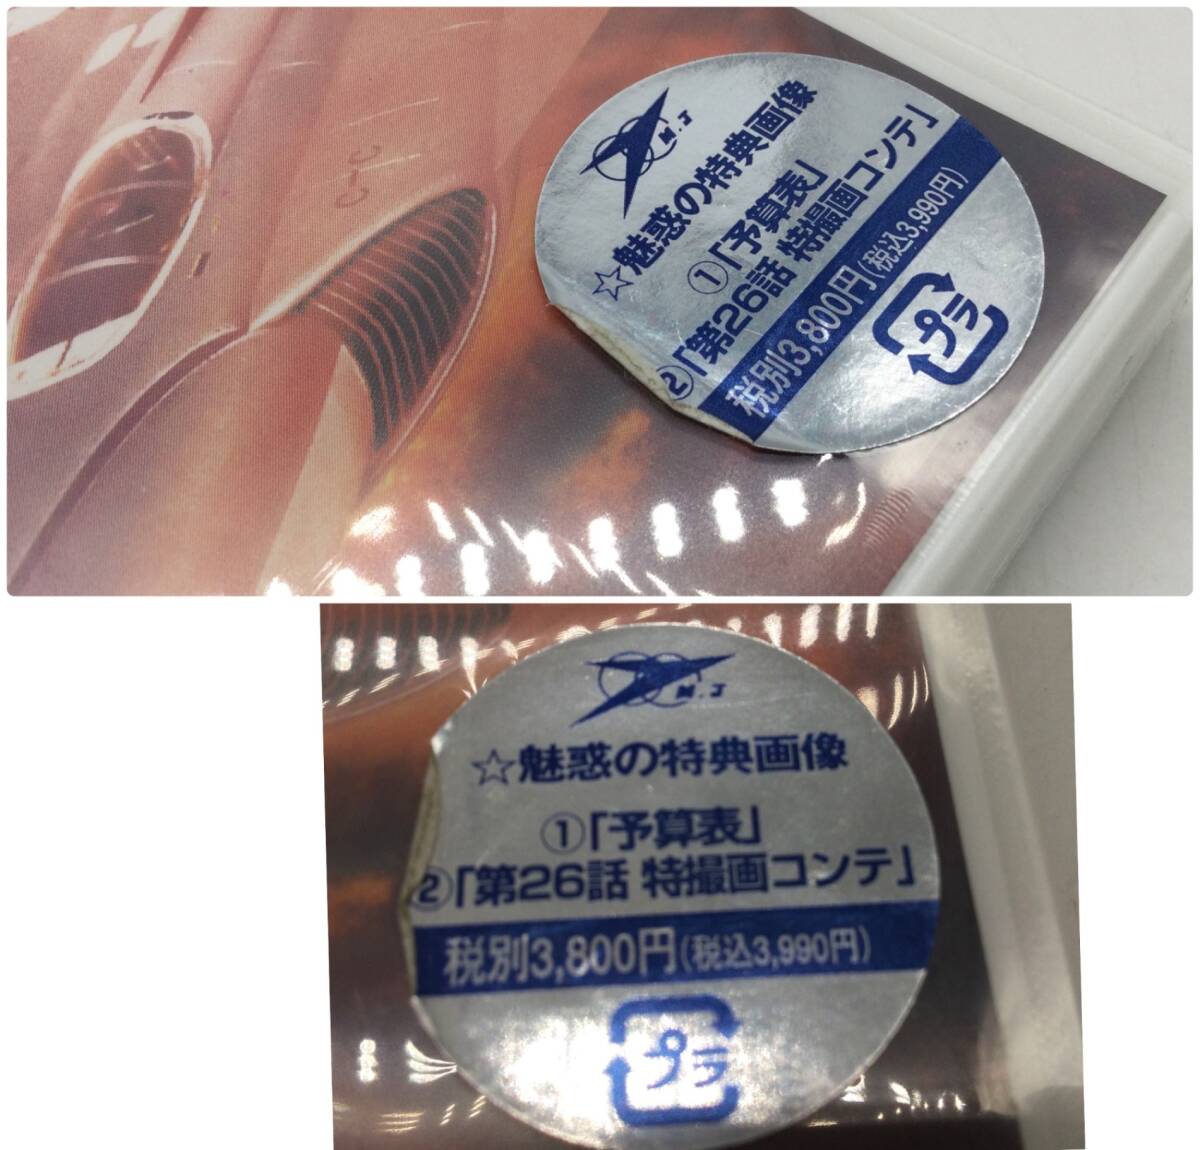 M.J
☆魅惑の特典画像
①「予算表」
②「第26話 特撮画コンテ」
税別3,800円(税込3,990円)
プラ
M.J
☆魅惑の特典画像
①「予算表」
②「第26話 特撮画コンテ」
税別3,800円(税込3,990円)
プラ